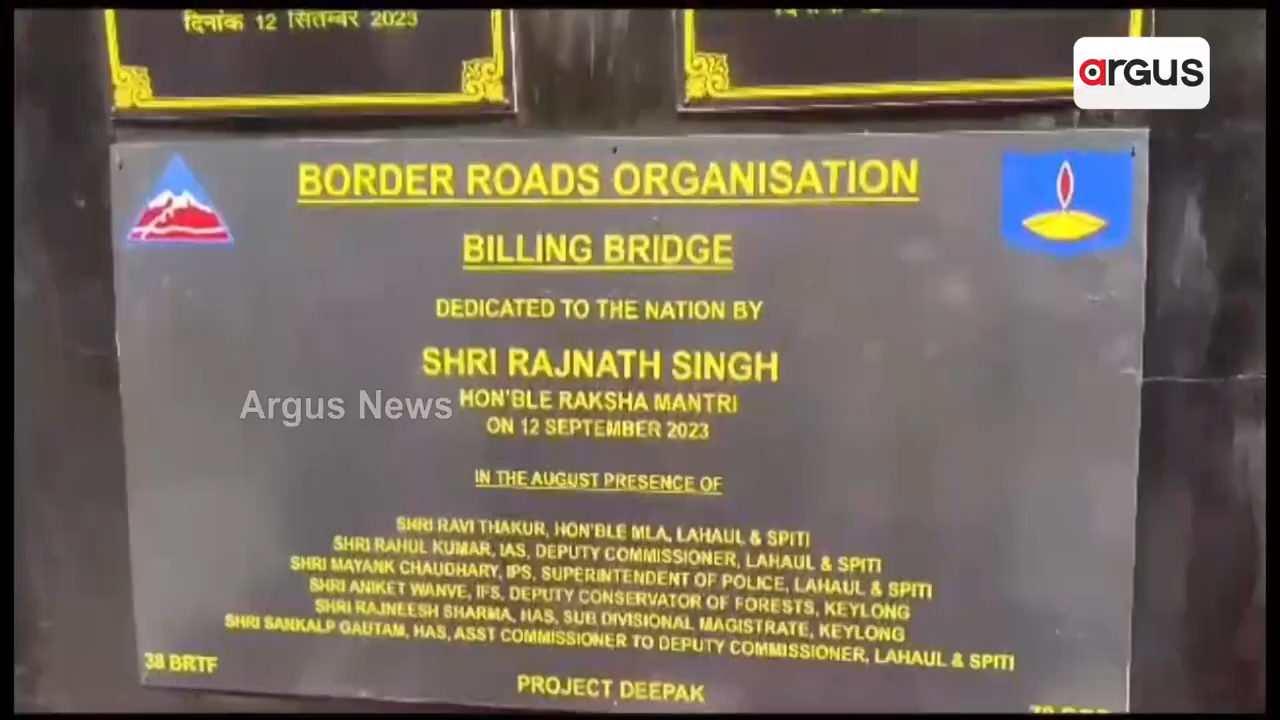 दिनांक 12 सितम्बर 2023
argus
BORDER ROADS ORGANISATION
BILLING BRIDGE
DEDICATED TO THE NATION BY
SHRI RAJNATH SINGH
HON'BLE RAKSHA MANTRI
Argus News
ON 12 SEPTEMBER 2023
IN THE AUGUST PRESENCE OF
SHRI RAVI THAKUR, HON'BLE MLA, LAHAUL & SPITI
SHRI RAHUL KUMAR, IAS, DEPUTY COMMISSIONER, LAHAUL & SPITI
SHRI MAYANK CHAUDHARY, IPS, SUPERINTENDENT OF POLICE, LAHAUL & SPITI
SHRI ANIKET WANVE, IFS, DEPUTY CONSERVATOR OF FORESTS, KEYLONG
SHRI RAJNEESH SHARMA, HAS, SUB DIVISIONAL MAGISTRATE, KEYLONG
SHRI SANKALP GAUTAM, HAS, ASST COMMISSIONER TO DEPUTY COMMISSIONER, LAHAUL & SPITI
38 BRTF
PROJECT DEEPAK